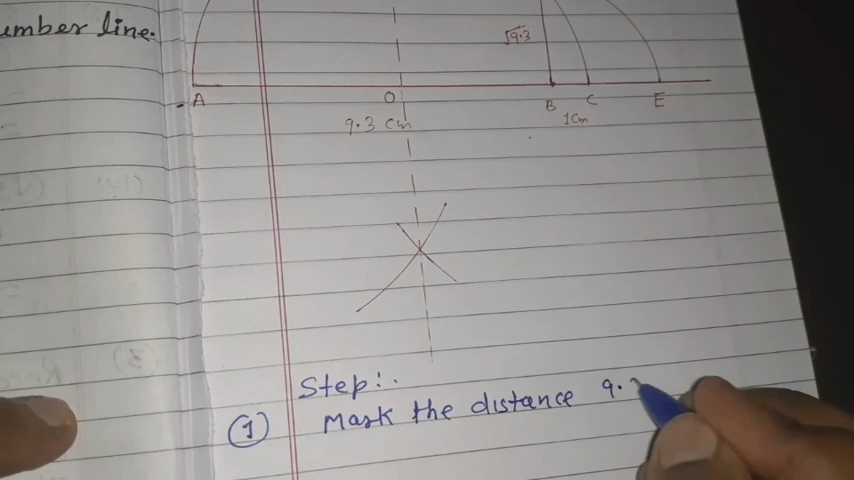 umber line.
√9.3
A
O
B
C
E
9.3 cm
1cm
Step:.
① Mark the distance 9.